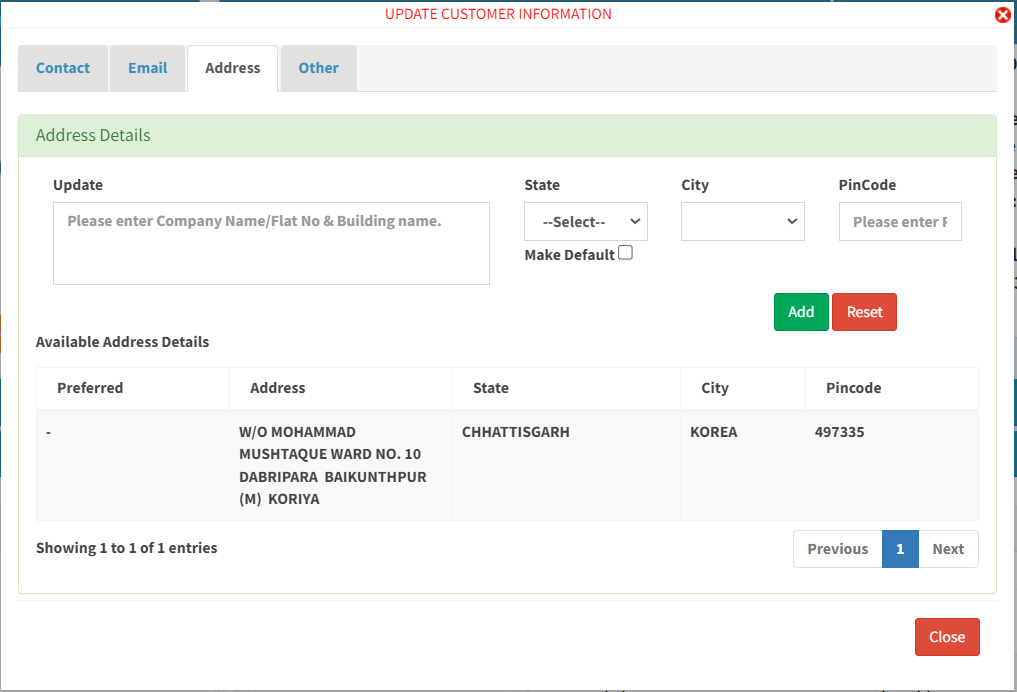 UPDATE CUSTOMER INFORMATION
Contact Email Address Other
Address Details
Update State City PinCode
Please enter Company Name/Flat No & Building name. --Select-- Please enter
Make Default
Add Reset
Available Address Details
Preferred Address State City Pincode
- W/O MOHAMMAD CHHATTISGARH KOREA 497335
MUSHTAQUE WARD NO. 10
DABRIPARA BAIKUNTHPUR
(M) KORIYA
Showing 1 to 1 of 1 entries Previous 1 Next
Close